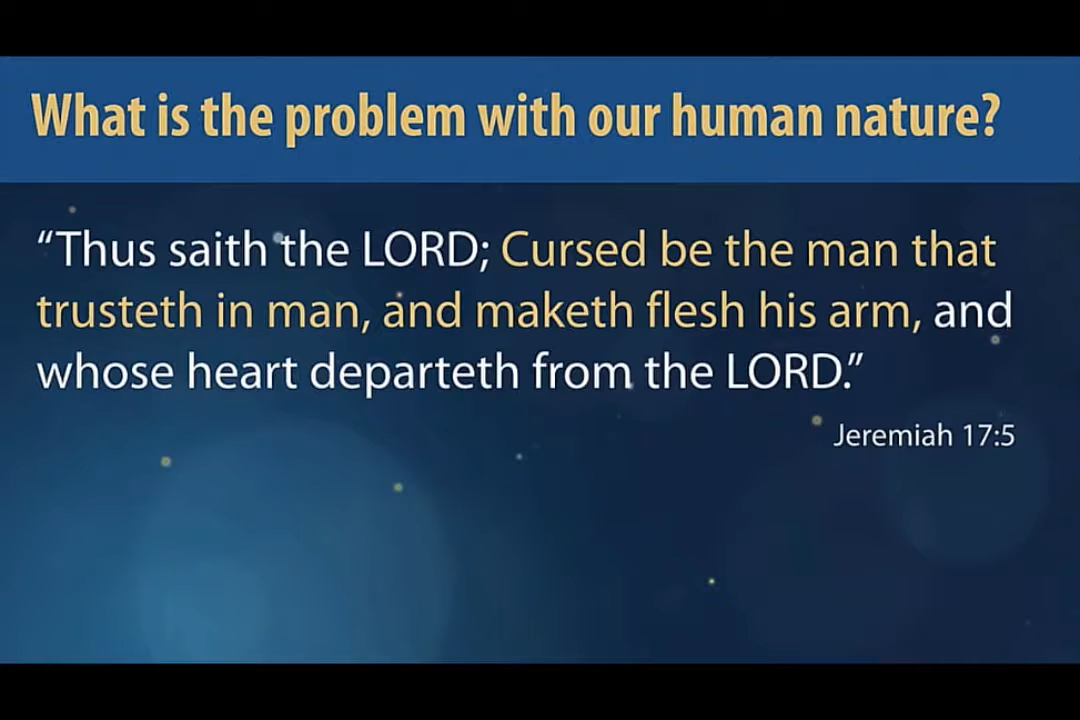 What is the problem with our human nature?
“Thus saith the LORD; Cursed be the man that
trusteth in man, and maketh flesh his arm, and
whose heart departeth from the LORD.”
Jeremiah 17:5